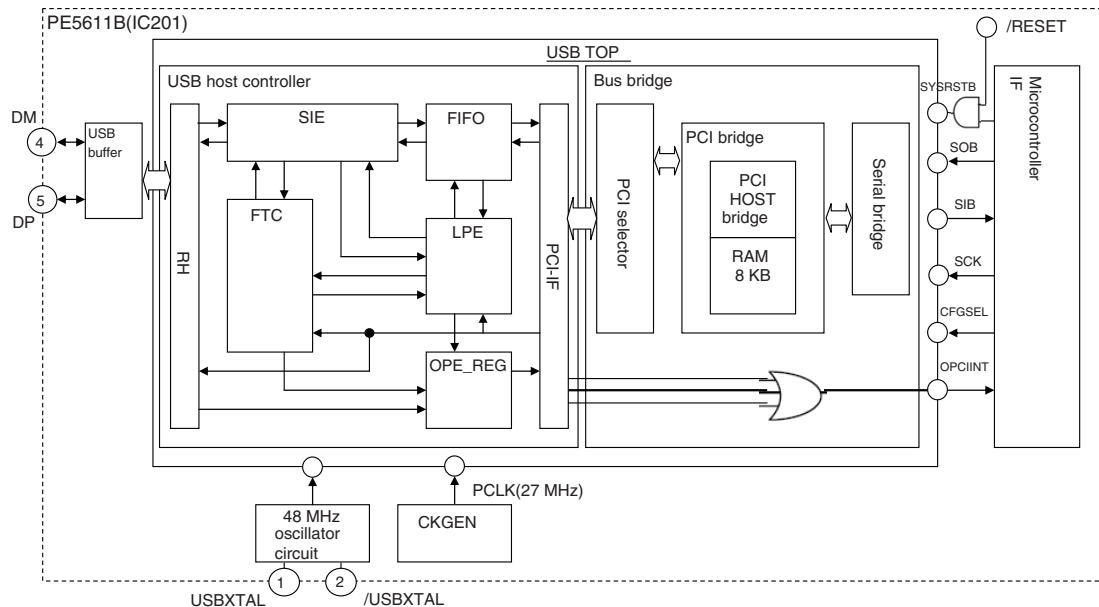 PE5611B(IC201)
/RESET
USB TOP
USB host controller
Bus bridge
Microcontroller
IF
SYSRSTB
DM
4
USB
buffer
5
DP
RH
SIE
FIFO
FTC
LPE
OPE_REG
PCI-IF
PCI selector
PCI bridge
PCI
HOST
bridge
RAM
8 KB
Serial bridge
SOB
SIB
SCK
CFGSEL
OPCIINT
PCLK(27 MHz)
48 MHz
oscillator
circuit
CKGEN
1
2
USBXTAL
/USBXTAL